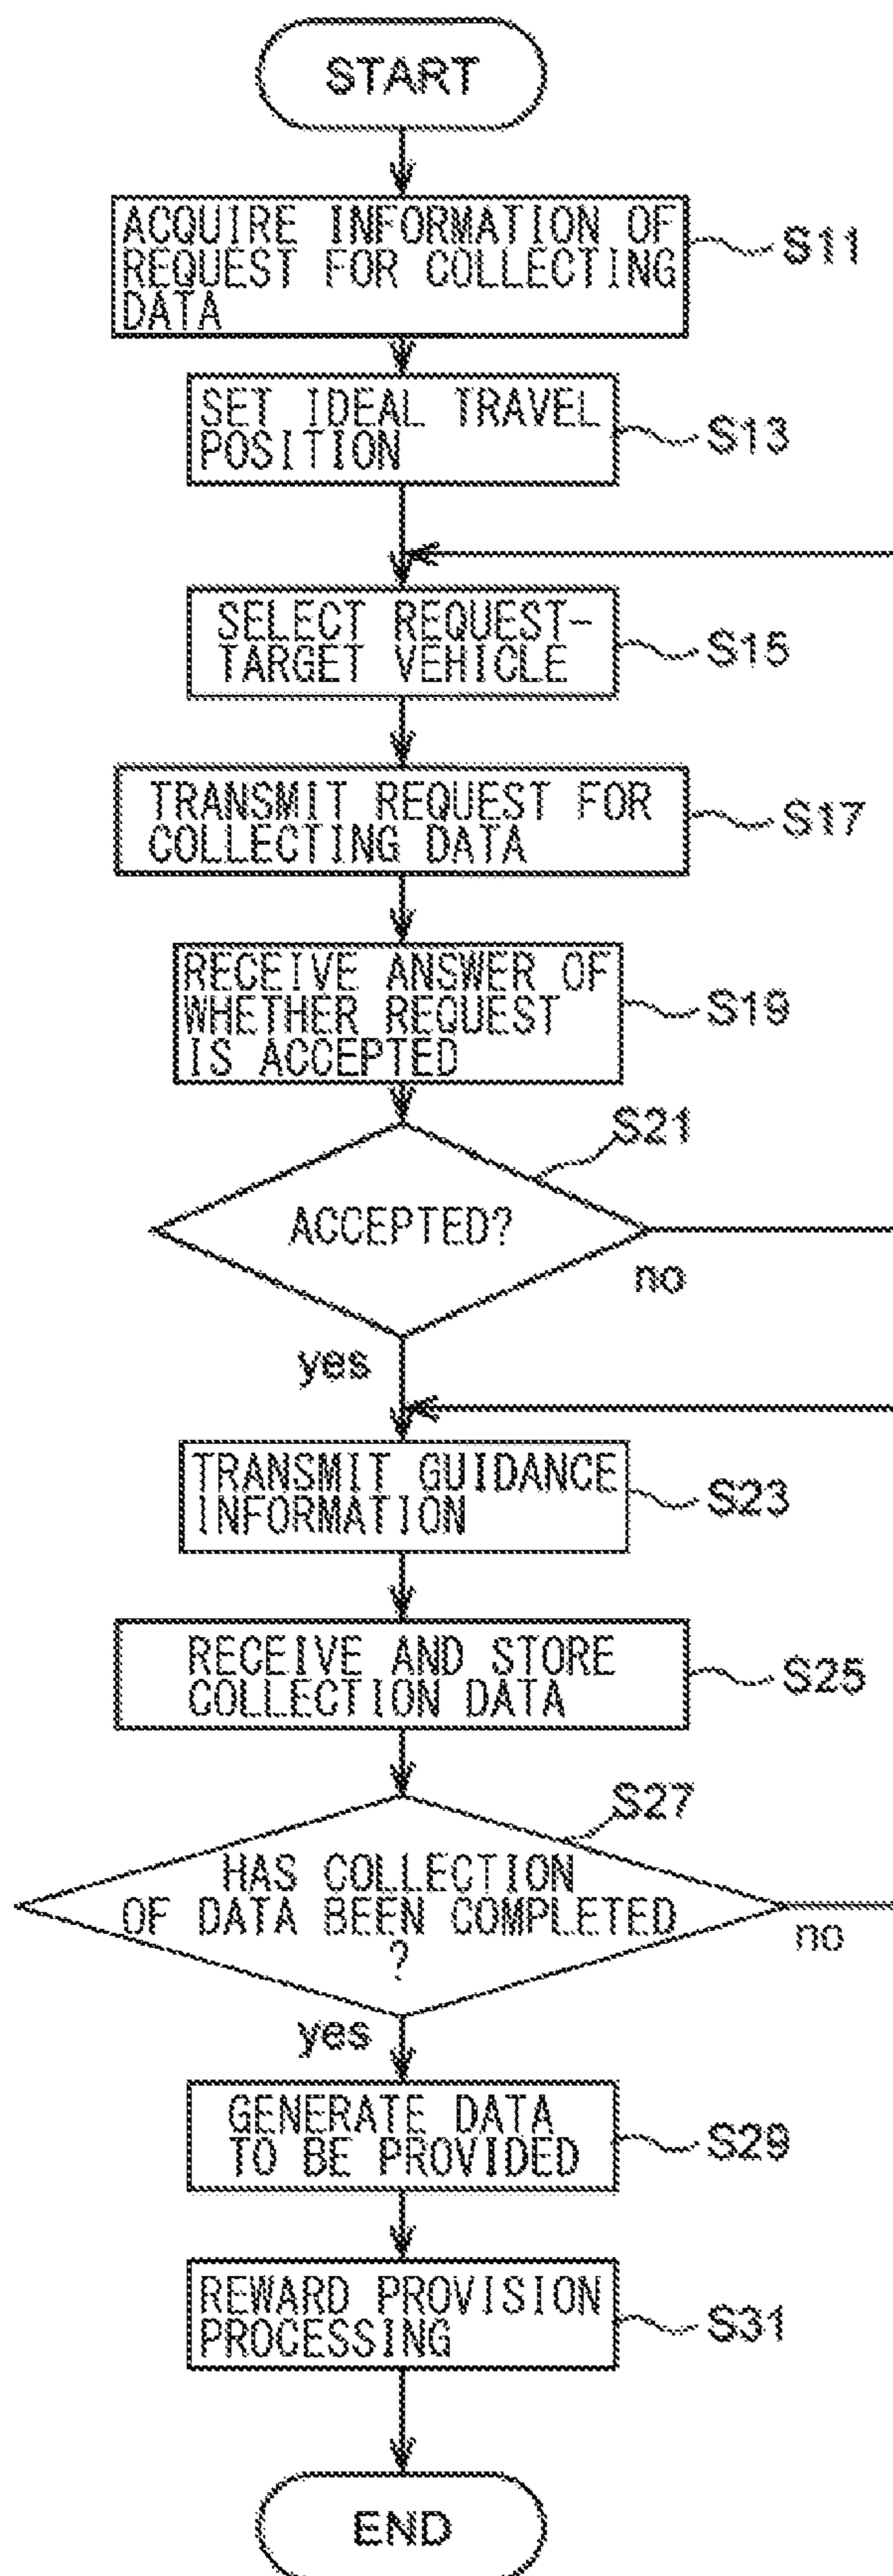 START
ACQUIRE INFORMATION OF
REQUEST FOR COLLECTING
DATA
S11
SET IDEAL TRAVEL
POSITION
S13
SELECT REQUEST-
TARGET VEHICLE
S15
TRANSMIT REQUEST FOR
COLLECTING DATA
S17
RECEIVE ANSWER OF
WHETHER REQUEST
IS ACCEPTED
S19
S21
ACCEPTED?
no
yes
TRANSMIT GUIDANCE
INFORMATION
S23
RECEIVE AND STORE
COLLECTION DATA
S25
S27
HAS COLLECTION
OF DATA BEEN COMPLETED
?
no
yes
GENERATE DATA
TO BE PROVIDED
S29
REWARD PROVISION
PROCESSING
S31
END